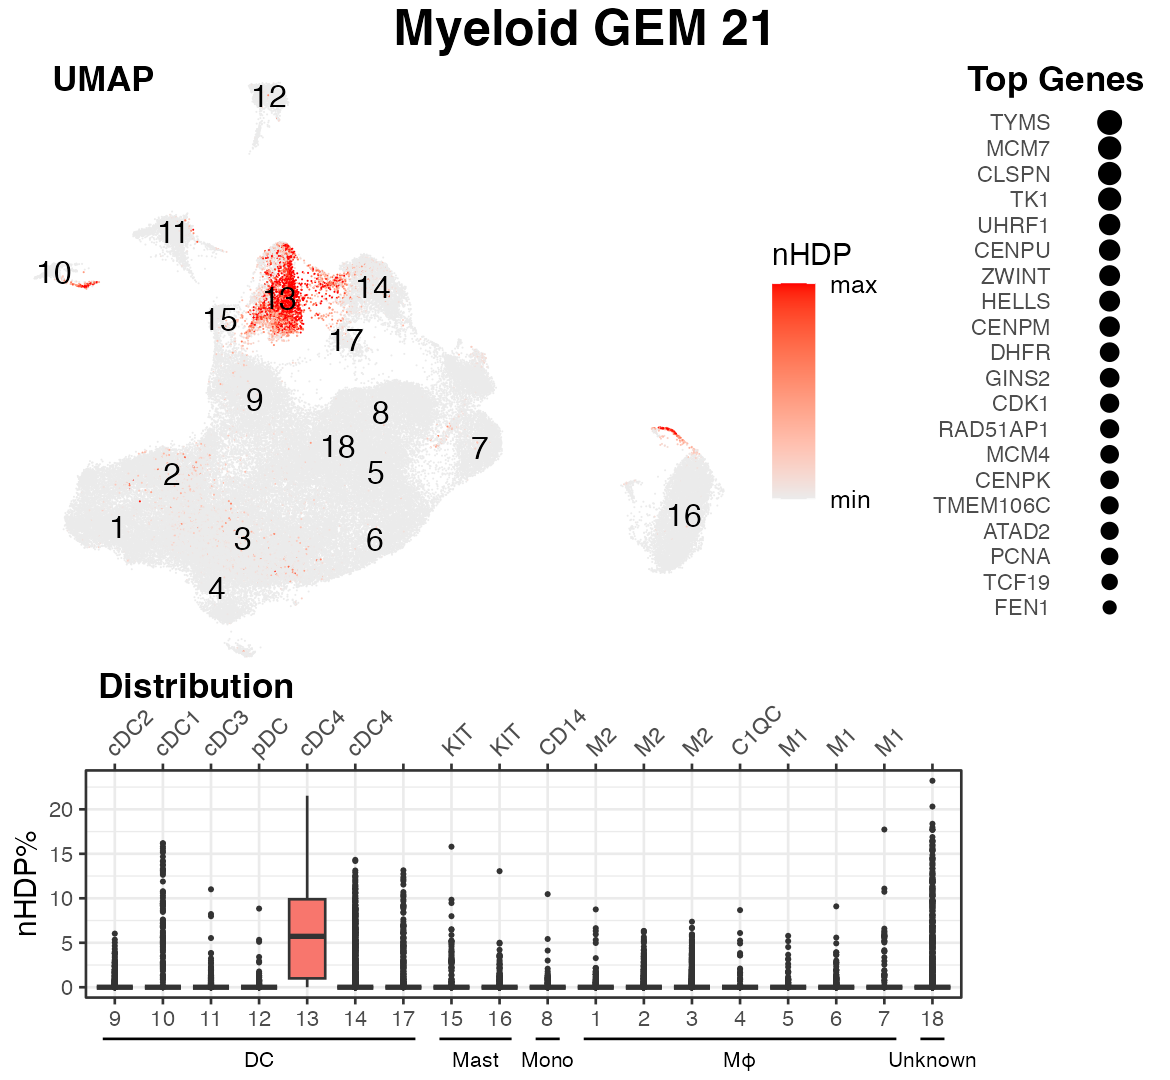 Myeloid GEM 21
UMAP
12
11
10
13
14
15
17
9
8
18
7
2
5
16
1
3
6
4
nHDP
max
min
Top Genes
TYMS
MCM7
CLSPN
TK1
UHRF1
CENPU
ZWINT
HELLS
CENPM
DHFR
GINS2
CDK1
RAD51AP1
MCM4
CENPK
TMEM106C
ATAD2
PCNA
TCF19
FEN1
Distribution
cDC2 cDC1 cDC3 pDC cDC4 cDC4 KIT KIT CD14 M2 M2 M2 C1QC M1 M1 M1
nHDP%
20
15
10
5
0
9 10 11 12 13 14 17 15 16 8 1 2 3 4 5 6 7 18
DC Mast Mono Mϕ Unknown